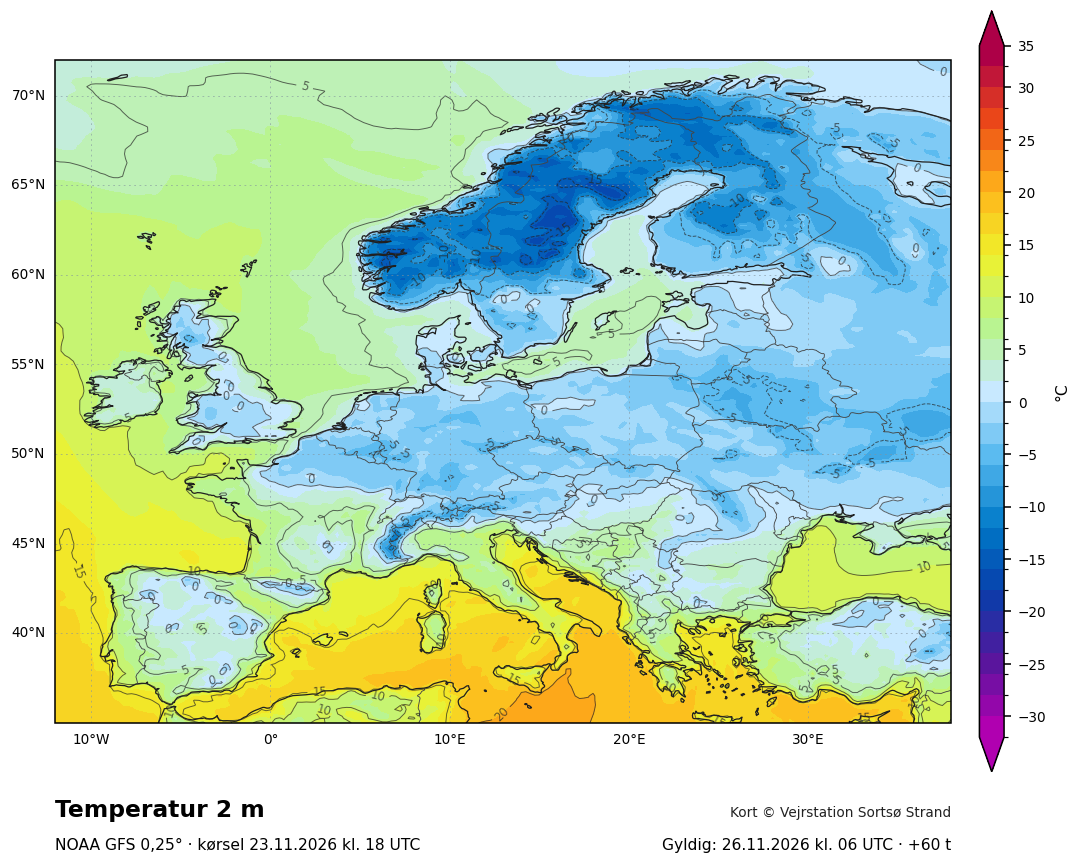 70°N
65°N
60°N
55°N
50°N
45°N
40°N
10°W 0° 10°E 20°E 30°E
35
30
25
20
15
10
5
0
−5
−10
−15
−20
−25
−30
°C
Temperatur 2 m
Kort © Vejrstation Sortsø Strand
NOAA GFS 0,25° · kørsel 23.11.2026 kl. 18 UTC
Gyldig: 26.11.2026 kl. 06 UTC · +60 t